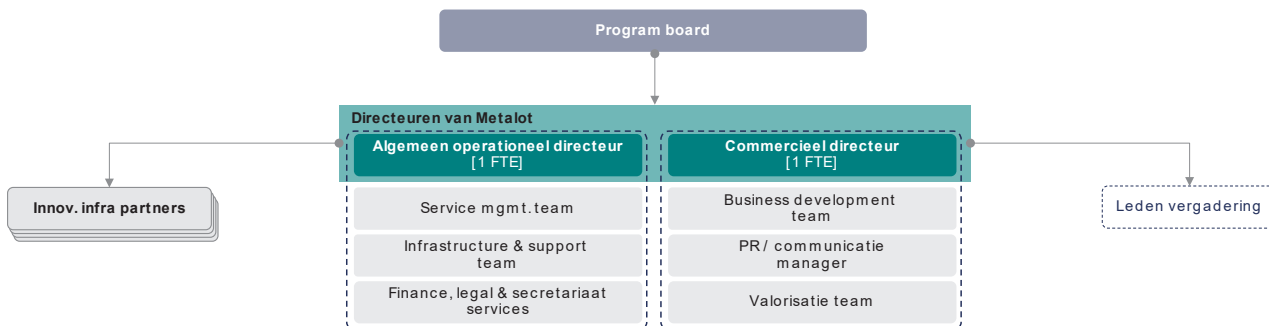 Program board
Directeuren van Metalot
Algemeen operationeel directeur
[1 FTE]
Commercieel directeur
[1 FTE]
Innov. infra partners
Service mgmt. team
Business development
team
Leden vergadering
Infrastructure & support
team
PR / communicatie
manager
Finance, legal & secretariaat
services
Valorisatie team